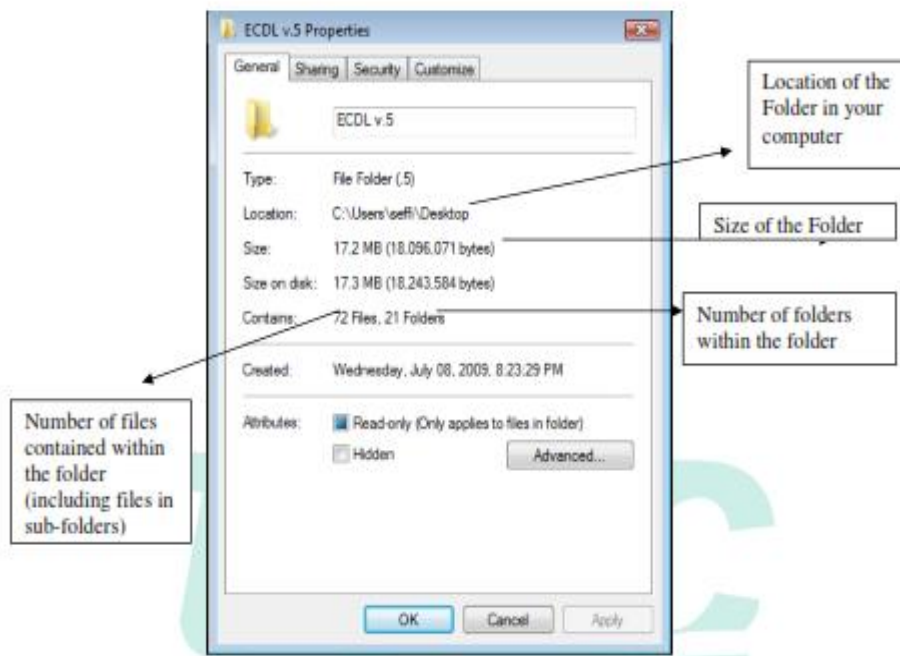 ECDL v.5 Properties
General Sharing Security Customize
ECDL v.5
Type: File Folder (.5)
Location: C:\Users\seffi\Desktop
Size: 17.2 MB (18.096.071 bytes)
Size on disk: 17.3 MB (18.243.584 bytes)
Contains: 72 Files, 21 Folders
Created: Wednesday, July 08, 2009, 8:23:29 PM
Attributes: Read-only (Only applies to files in folder)
Hidden
Advanced...
OK Cancel Apply
Location of the
Folder in your
computer
Size of the Folder
Number of folders
within the folder
Number of files
contained within
the folder
(including files in
sub-folders)